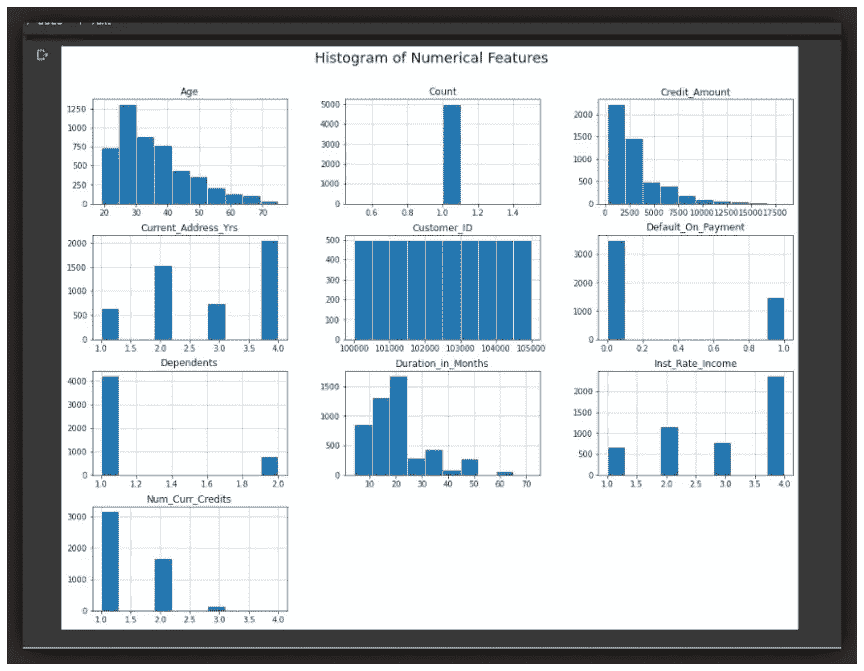 Histogram of Numerical Features
Age
1250
1000
750
500
250
0
20 30 40 50 60 70
Count
5000
4000
3000
2000
1000
0
0.6 0.8 1.0 1.2 1.4
Credit_Amount
2000
1500
1000
500
0
0 2500 5000 7500 10000 12500 15000 17500
Current_Address_Yrs
2000
1500
1000
500
0
1.0 1.5 2.0 2.5 3.0 3.5 4.0
Customer_ID
500
400
300
200
100
0
100000 101000 102000 103000 104000 105000
Default_On_Payment
3000
2000
1000
0
0.0 0.2 0.4 0.6 0.8 1.0
Dependents
4000
3000
2000
1000
0
1.0 1.2 1.4 1.6 1.8 2.0
Duration_in_Months
1500
1000
500
0
10 20 30 40 50 60 70
Inst_Rate_Income
2000
1500
1000
500
0
1.0 1.5 2.0 2.5 3.0 3.5 4.0
Num_Curr_Credits
3000
2000
1000
0
1.0 1.5 2.0 2.5 3.0 3.5 4.0